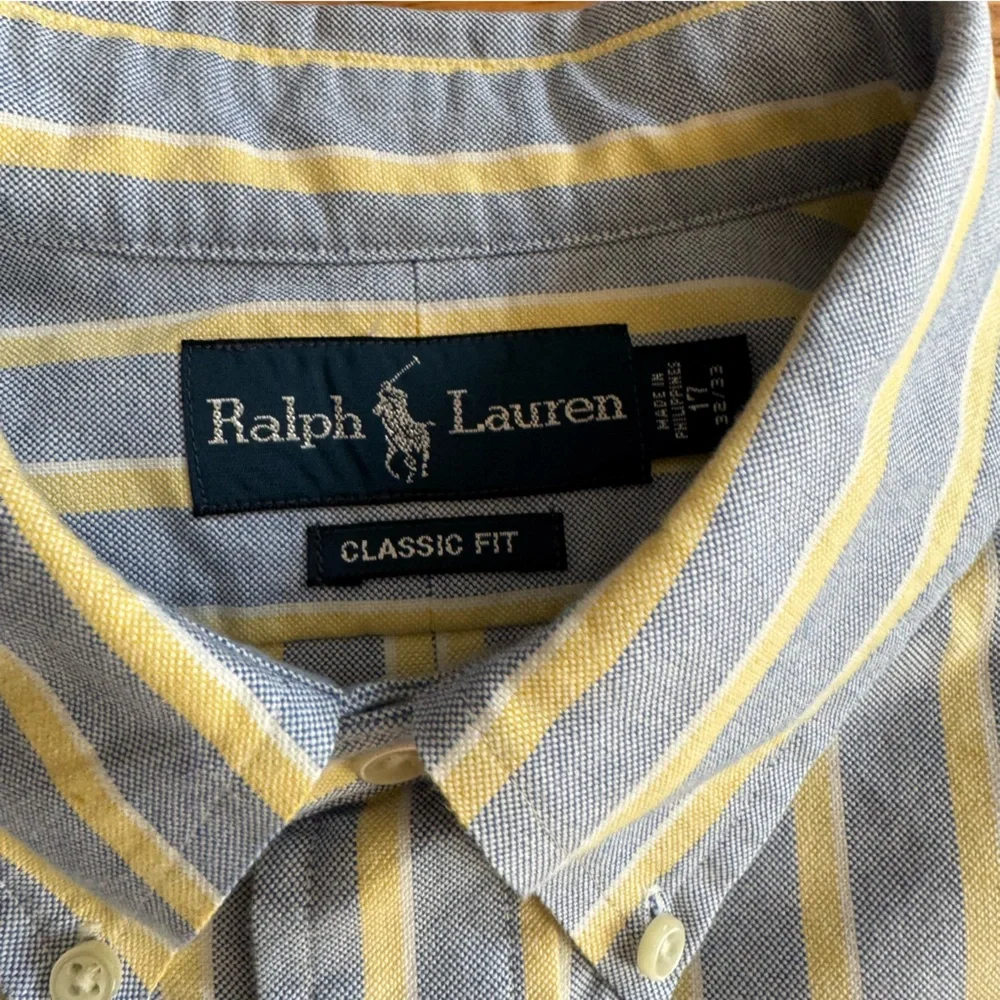 Ralph Lauren
MADE IN
PHILIPPINES
17
32/33
CLASSIC FIT